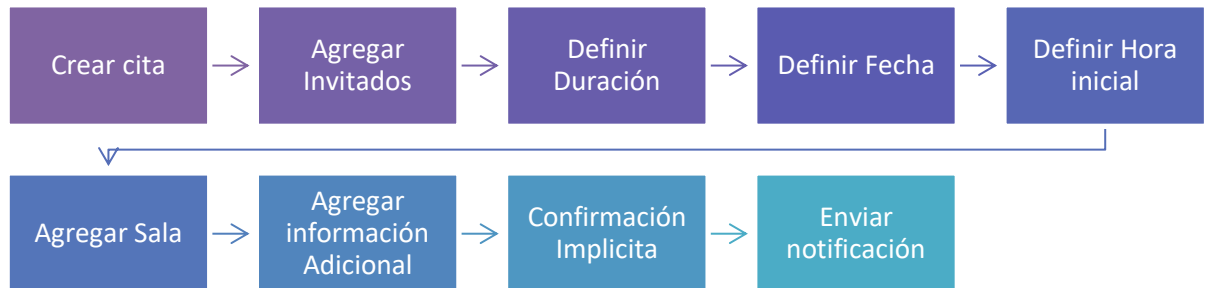 Crear cita
Agregar
Invitados
Definir
Duración
Definir Fecha
Definir Hora
inicial
Agregar Sala
Agregar
información
Adicional
Confirmación
Implicita
Enviar
notificación